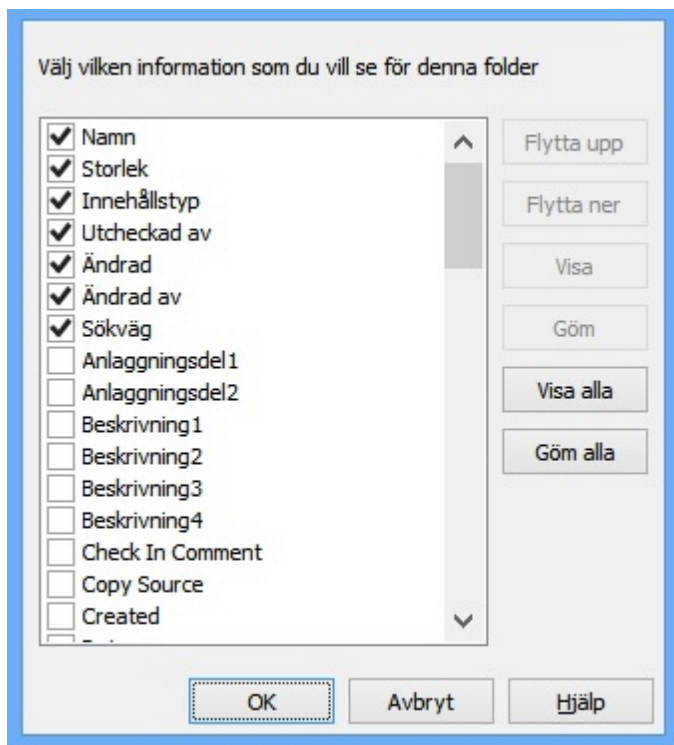 Välj vilken information som du vill se för denna folder
Namn
Storlek
Innehållstyp
Utcheckad av
Ändrad
Ändrad av
Sökväg
Anlaggningsdel1
Anlaggningsdel2
Beskrivning1
Beskrivning2
Beskrivning3
Beskrivning4
Check In Comment
Copy Source
Created
Flytta upp
Flytta ner
Visa
Göm
Visa alla
Göm alla
OK
Avbryt
Hjälp